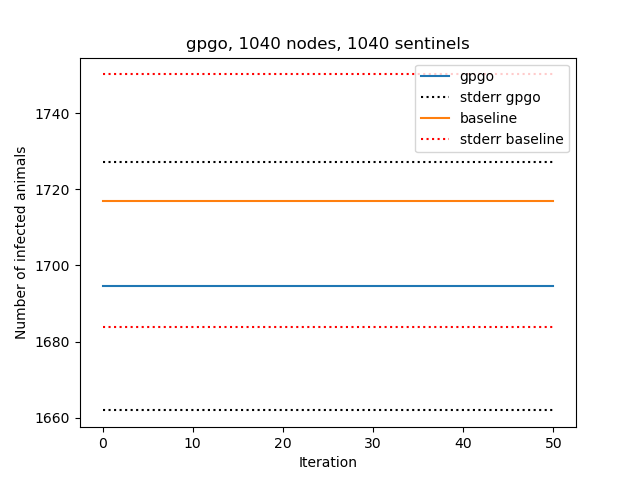 gpgo, 1040 nodes, 1040 sentinels
gpgo
stderr gpgo
baseline
stderr baseline
1740
1720
1700
1680
1660
Number of infected animals
0 10 20 30 40 50
Iteration